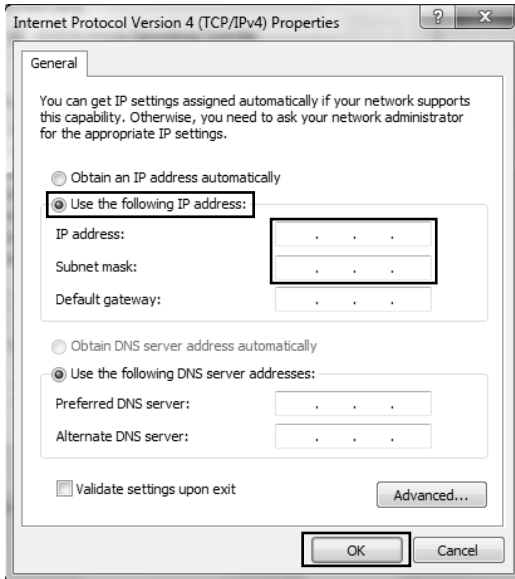 Internet Protocol Version 4 (TCP/IPv4) Properties
General
You can get IP settings assigned automatically if your network supports
this capability. Otherwise, you need to ask your network administrator
for the appropriate IP settings.
Obtain an IP address automatically
Use the following IP address:
IP address:
Subnet mask:
Default gateway:
Obtain DNS server address automatically
Use the following DNS server addresses:
Preferred DNS server:
Alternate DNS server:
Validate settings upon exit
Advanced...
OK
Cancel